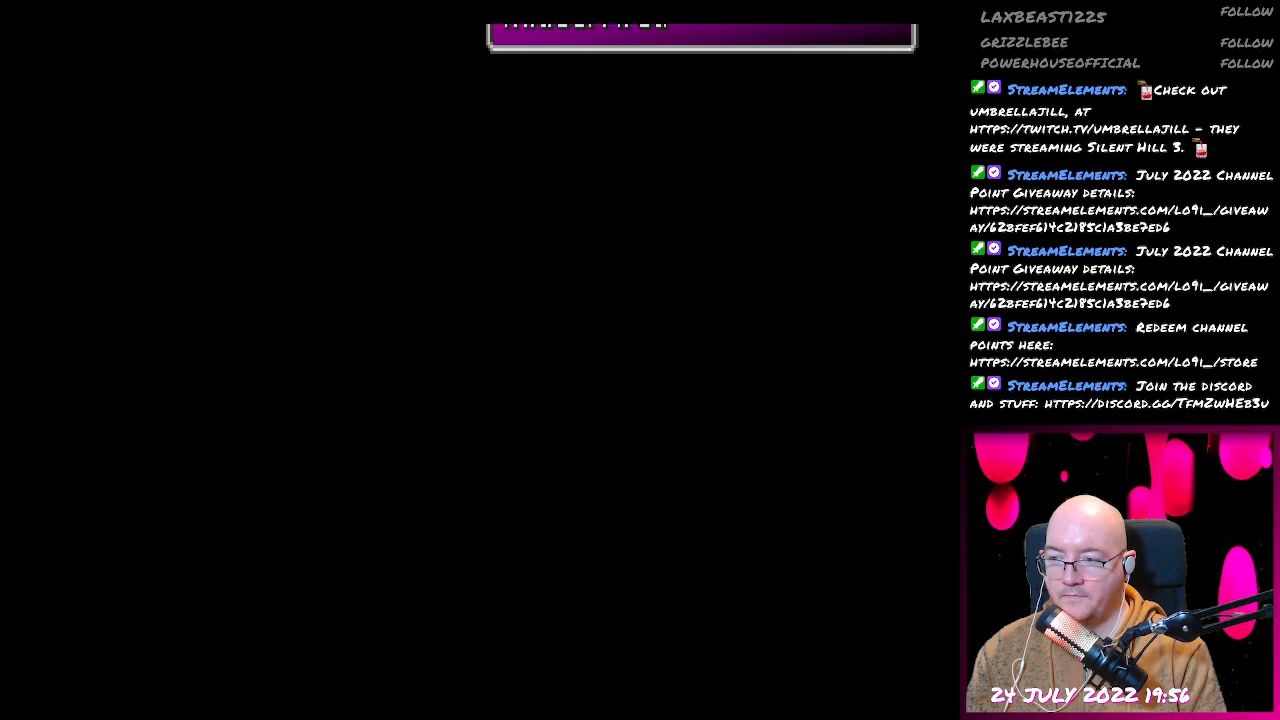 LAXBEAST1225 FOLLOW
GRIZZLEBEE FOLLOW
POWERHOUSEOFFICIAL FOLLOW
StreamElements: Check out
umbrellajill, at
https://twitch.tv/umbrellajill - they
were streaming Silent Hill 3.
StreamElements: July 2022 Channel
Point Giveaway details:
https://streamelements.com/lo9i_/giveaw
ay/62bfef614c2185c1a3be7ed6
StreamElements: July 2022 Channel
Point Giveaway details:
https://streamelements.com/lo9i_/giveaw
ay/62bfef614c2185c1a3be7ed6
StreamElements: Redeem channel
points here:
https://streamelements.com/lo9i_/store
StreamElements: Join the discord
and stuff: https://discord.gg/TfmZwHEb3u
24 JULY 2022 19:56